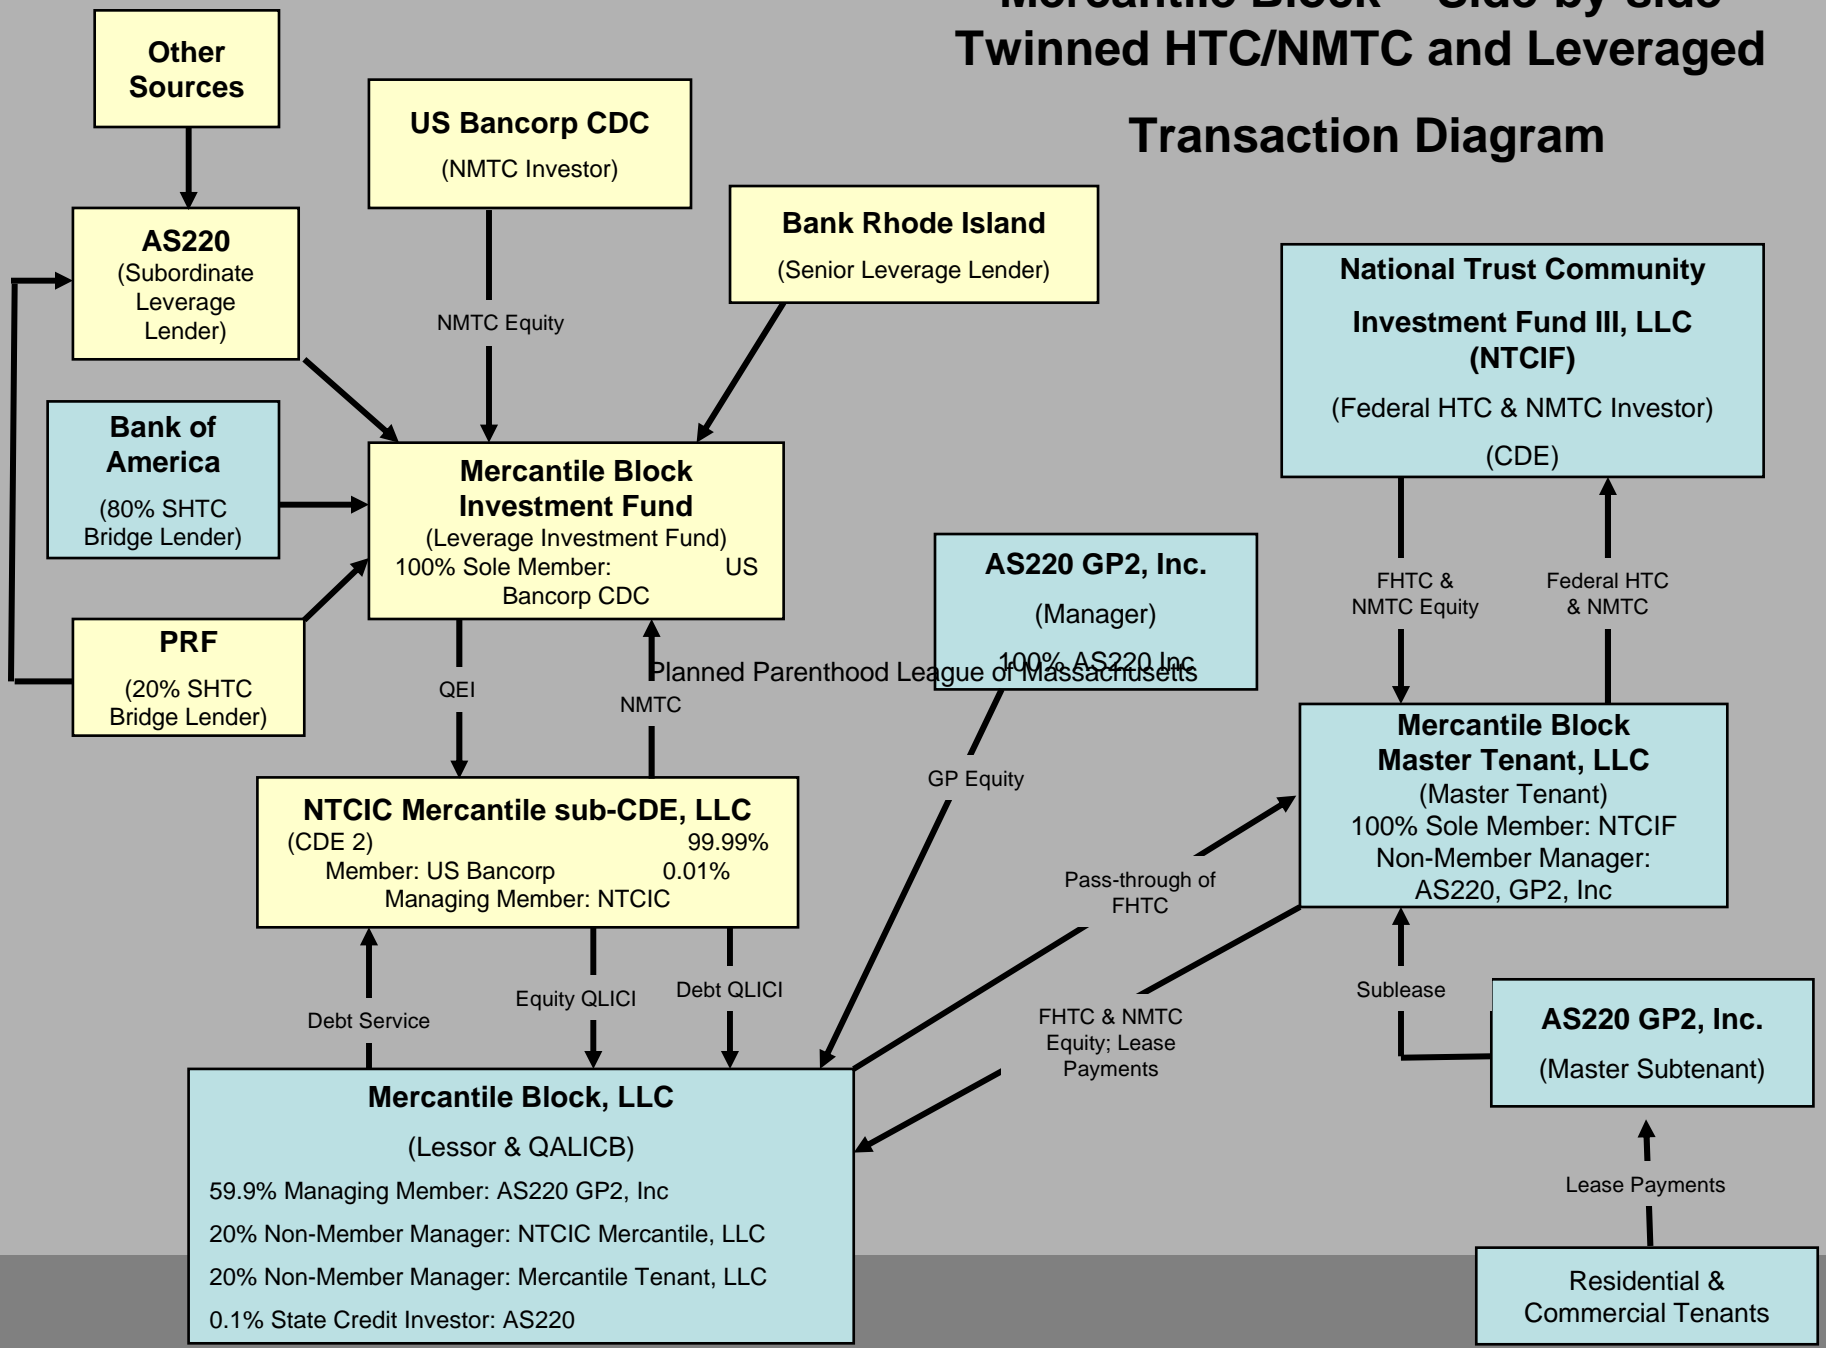 Mercantile Block – Side-by-side
Twinned HTC/NMTC and Leveraged
Transaction Diagram
Other
Sources
US Bancorp CDC
(NMTC Investor)
Bank Rhode Island
(Senior Leverage Lender)
AS220
(Subordinate
Leverage
Lender)
NMTC Equity
National Trust Community
Investment Fund III, LLC
(NTCIF)
(Federal HTC & NMTC Investor)
(CDE)
Bank of
America
(80% SHTC
Bridge Lender)
Mercantile Block
Investment Fund
(Leverage Investment Fund)
100% Sole Member: US
Bancorp CDC
AS220 GP2, Inc.
(Manager)
100% AS220 Inc
FHTC &
NMTC Equity
Federal HTC
& NMTC
PRF
(20% SHTC
Bridge Lender)
QEI
NMTC
Planned Parenthood League of Massachusetts
GP Equity
Mercantile Block
Master Tenant, LLC
(Master Tenant)
100% Sole Member: NTCIF
Non-Member Manager:
AS220, GP2, Inc
NTCIC Mercantile sub-CDE, LLC
(CDE 2) 99.99%
Member: US Bancorp 0.01%
Managing Member: NTCIC
Pass-through of
FHTC
Debt Service
Equity QLICI
Debt QLICI
FHTC & NMTC
Equity; Lease
Payments
Sublease
AS220 GP2, Inc.
(Master Subtenant)
Mercantile Block, LLC
(Lessor & QALICB)
59.9% Managing Member: AS220 GP2, Inc
20% Non-Member Manager: NTCIC Mercantile, LLC
20% Non-Member Manager: Mercantile Tenant, LLC
0.1% State Credit Investor: AS220
Lease Payments
Residential &
Commercial Tenants